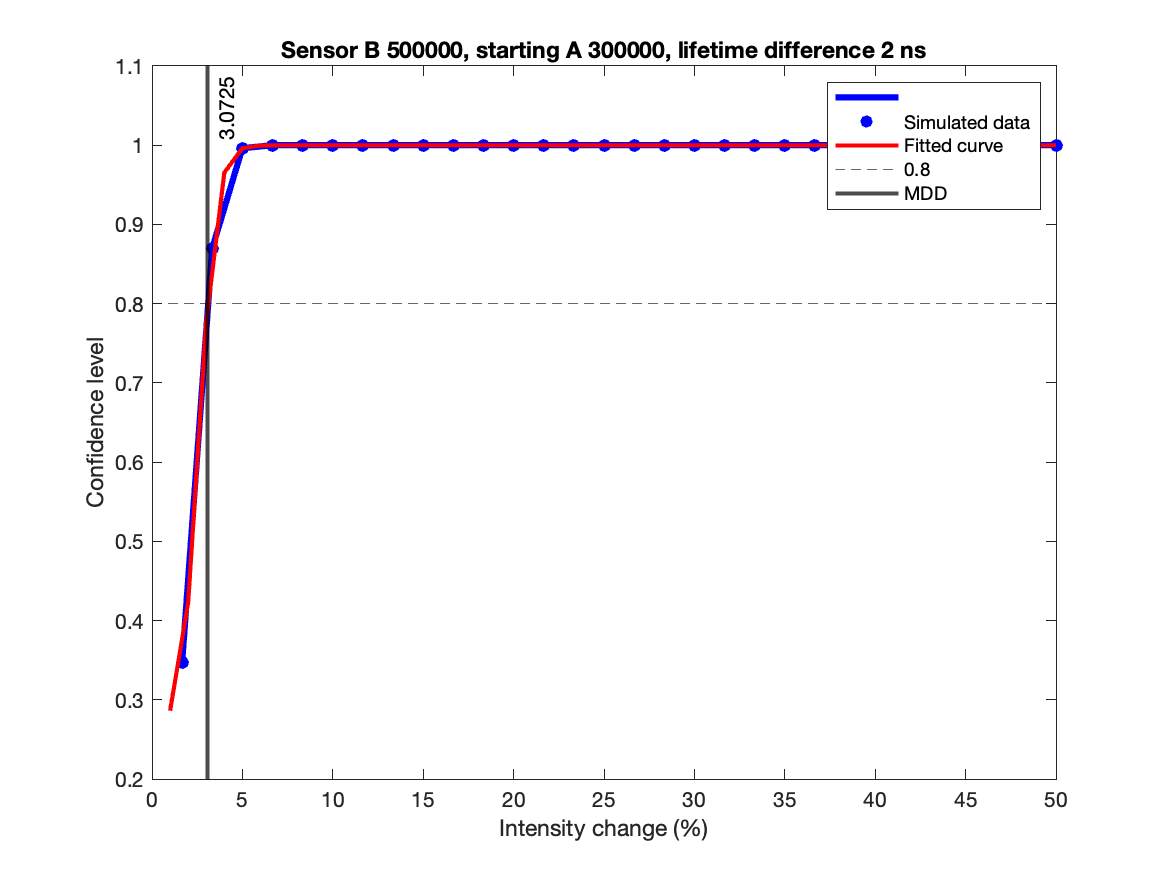 Sensor B 500000, starting A 300000, lifetime difference 2 ns
1.1
1
0.9
0.8
0.7
0.6
0.5
0.4
0.3
0.2
Confidence level
3.0725
Simulated data
Fitted curve
0.8
MDD
0 5 10 15 20 25 30 35 40 45 50
Intensity change (%)